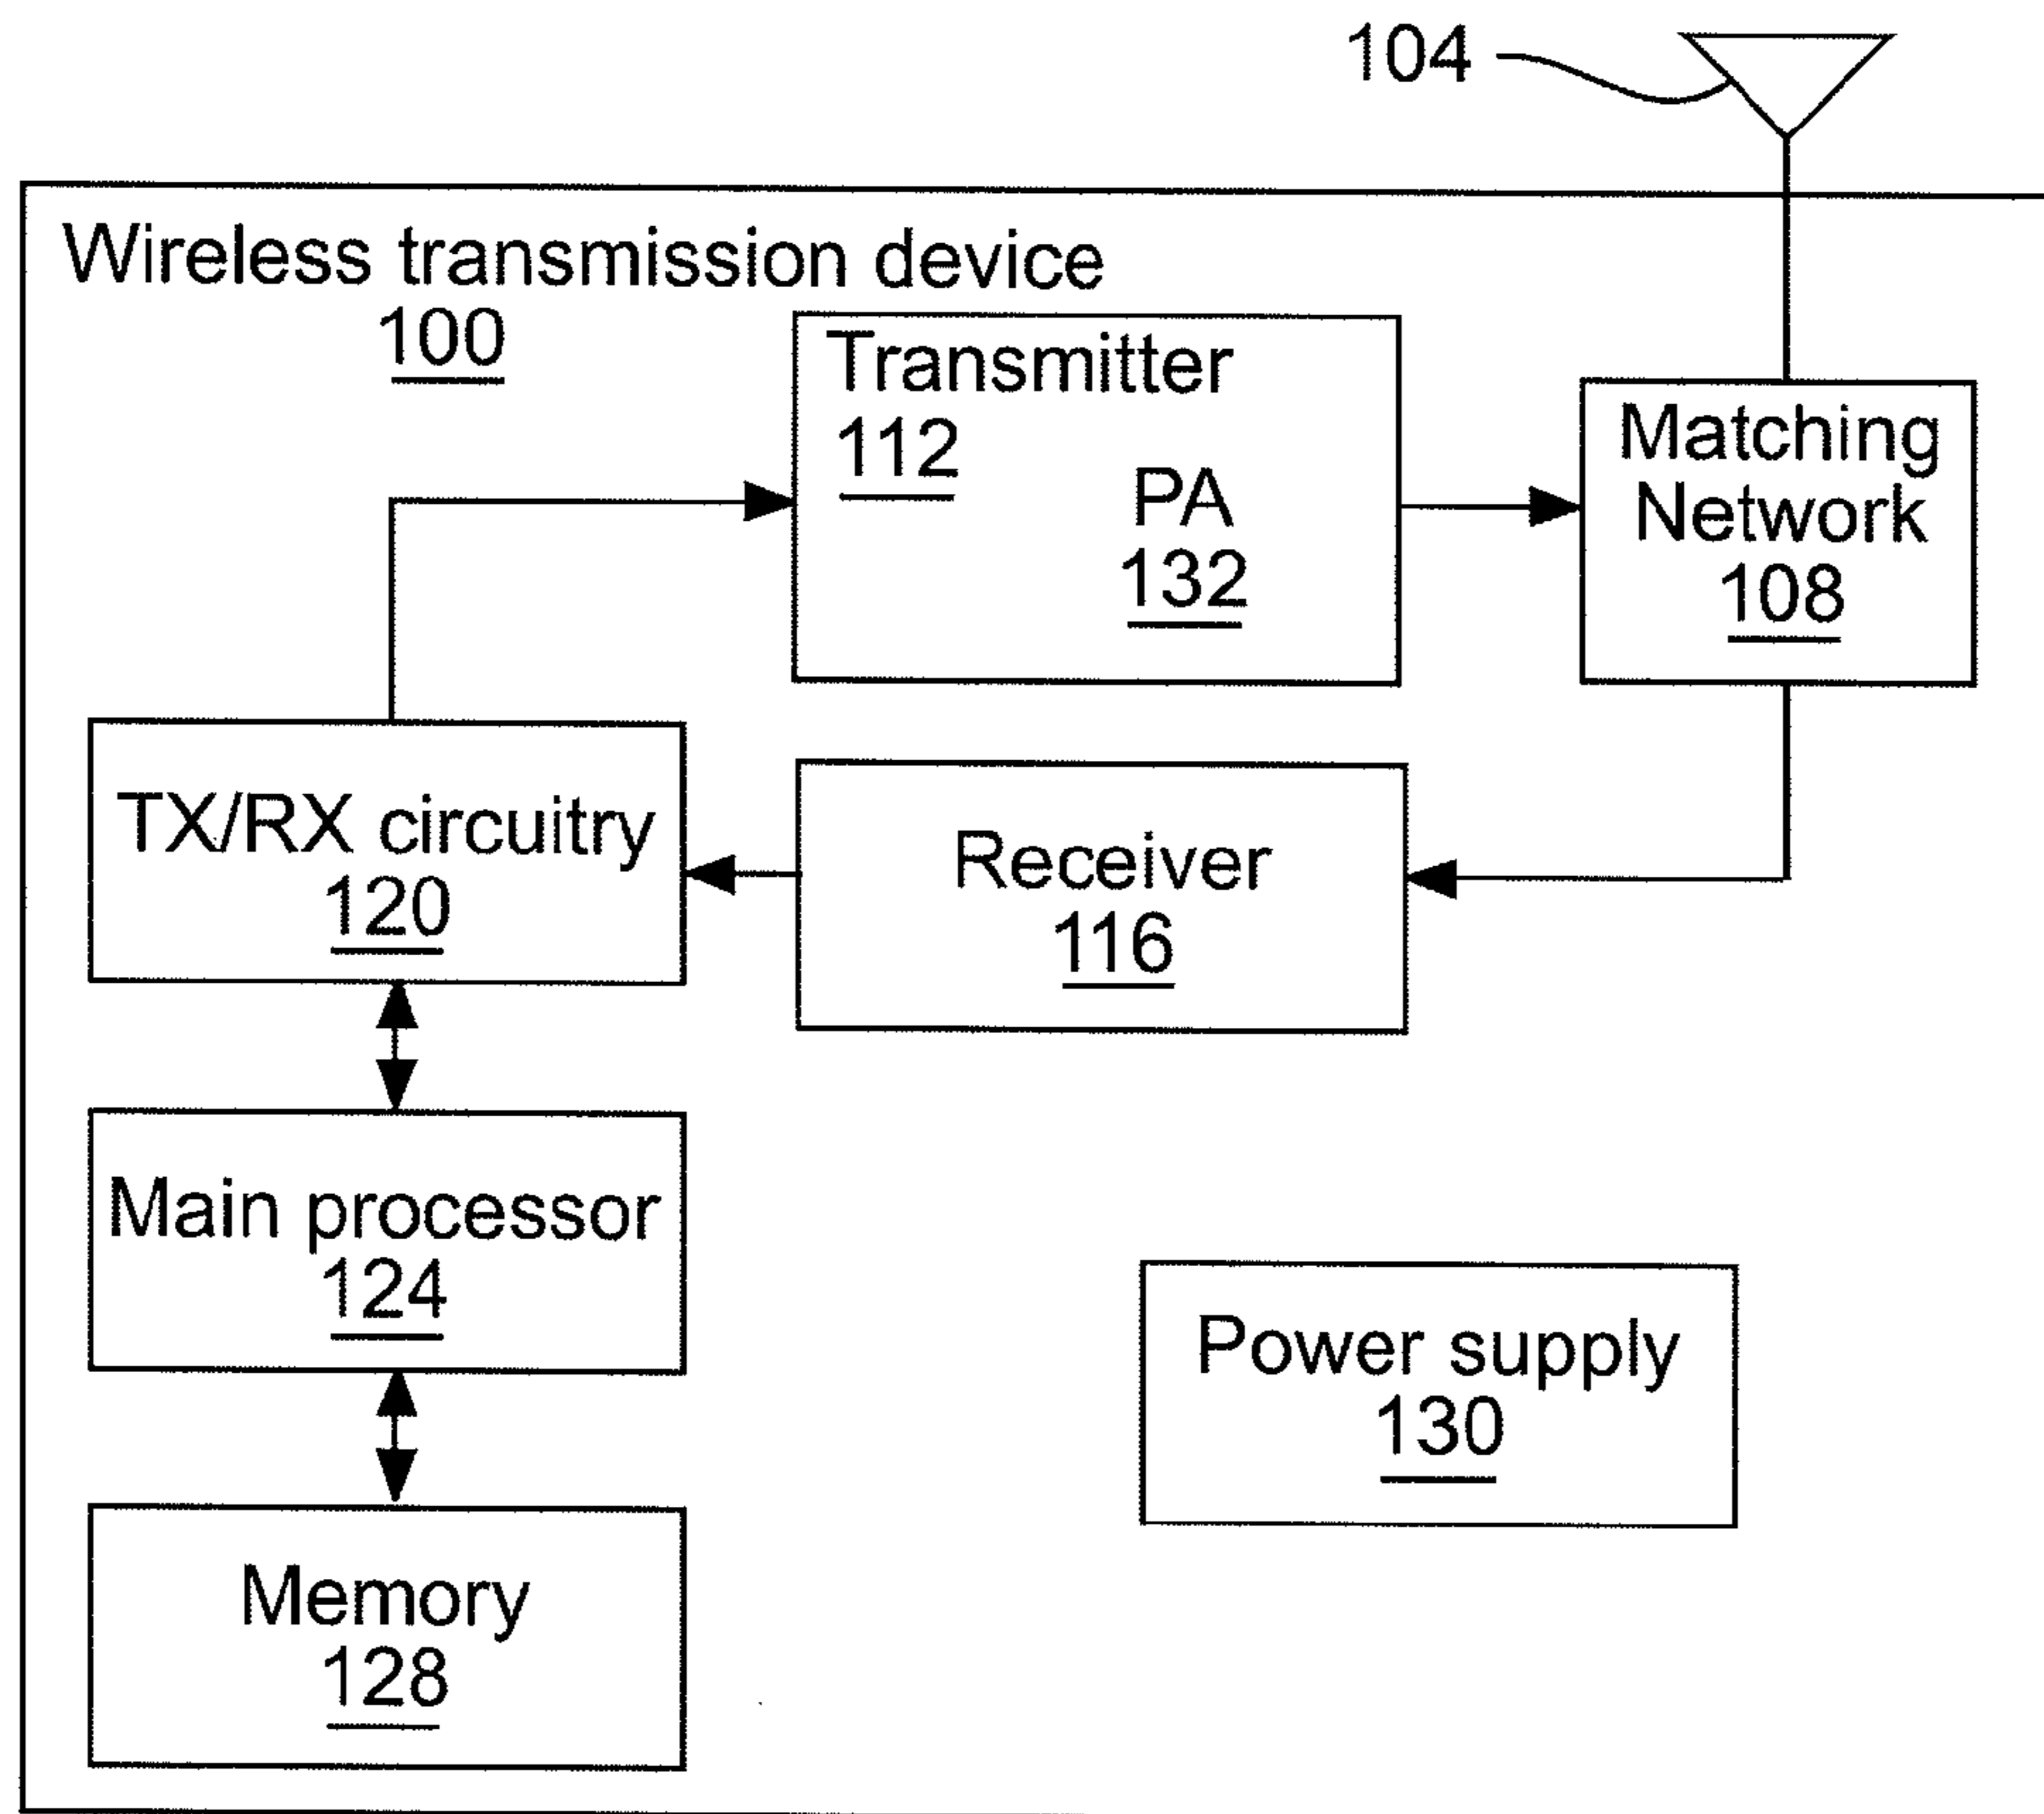 104
Wireless transmission device
100
Transmitter
112
PA
132
Matching
Network
108
TX/RX circuitry
120
Receiver
116
Main processor
124
Power supply
130
Memory
128